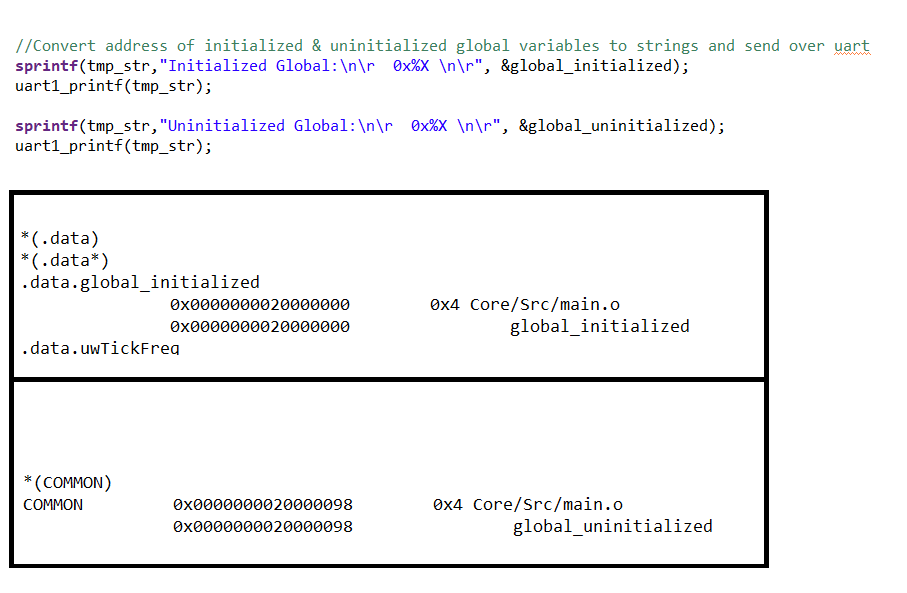 //Convert address of initialized & uninitialized global variables to strings and send over uart
sprintf(tmp_str,"Initialized Global:\n\r  0x%X \n\r", &global_initialized);
uart1_printf(tmp_str);
sprintf(tmp_str,"Uninitialized Global:\n\r  0x%X \n\r", &global_uninitialized);
uart1_printf(tmp_str);
*(.data)
*(.data*)
.data.global_initialized
0x0000000020000000 0x4 Core/Src/main.o
0x0000000020000000 global_initialized
.data.uwTickFreq
*(COMMON)
COMMON 0x0000000020000098 0x4 Core/Src/main.o
0x0000000020000098 global_uninitialized